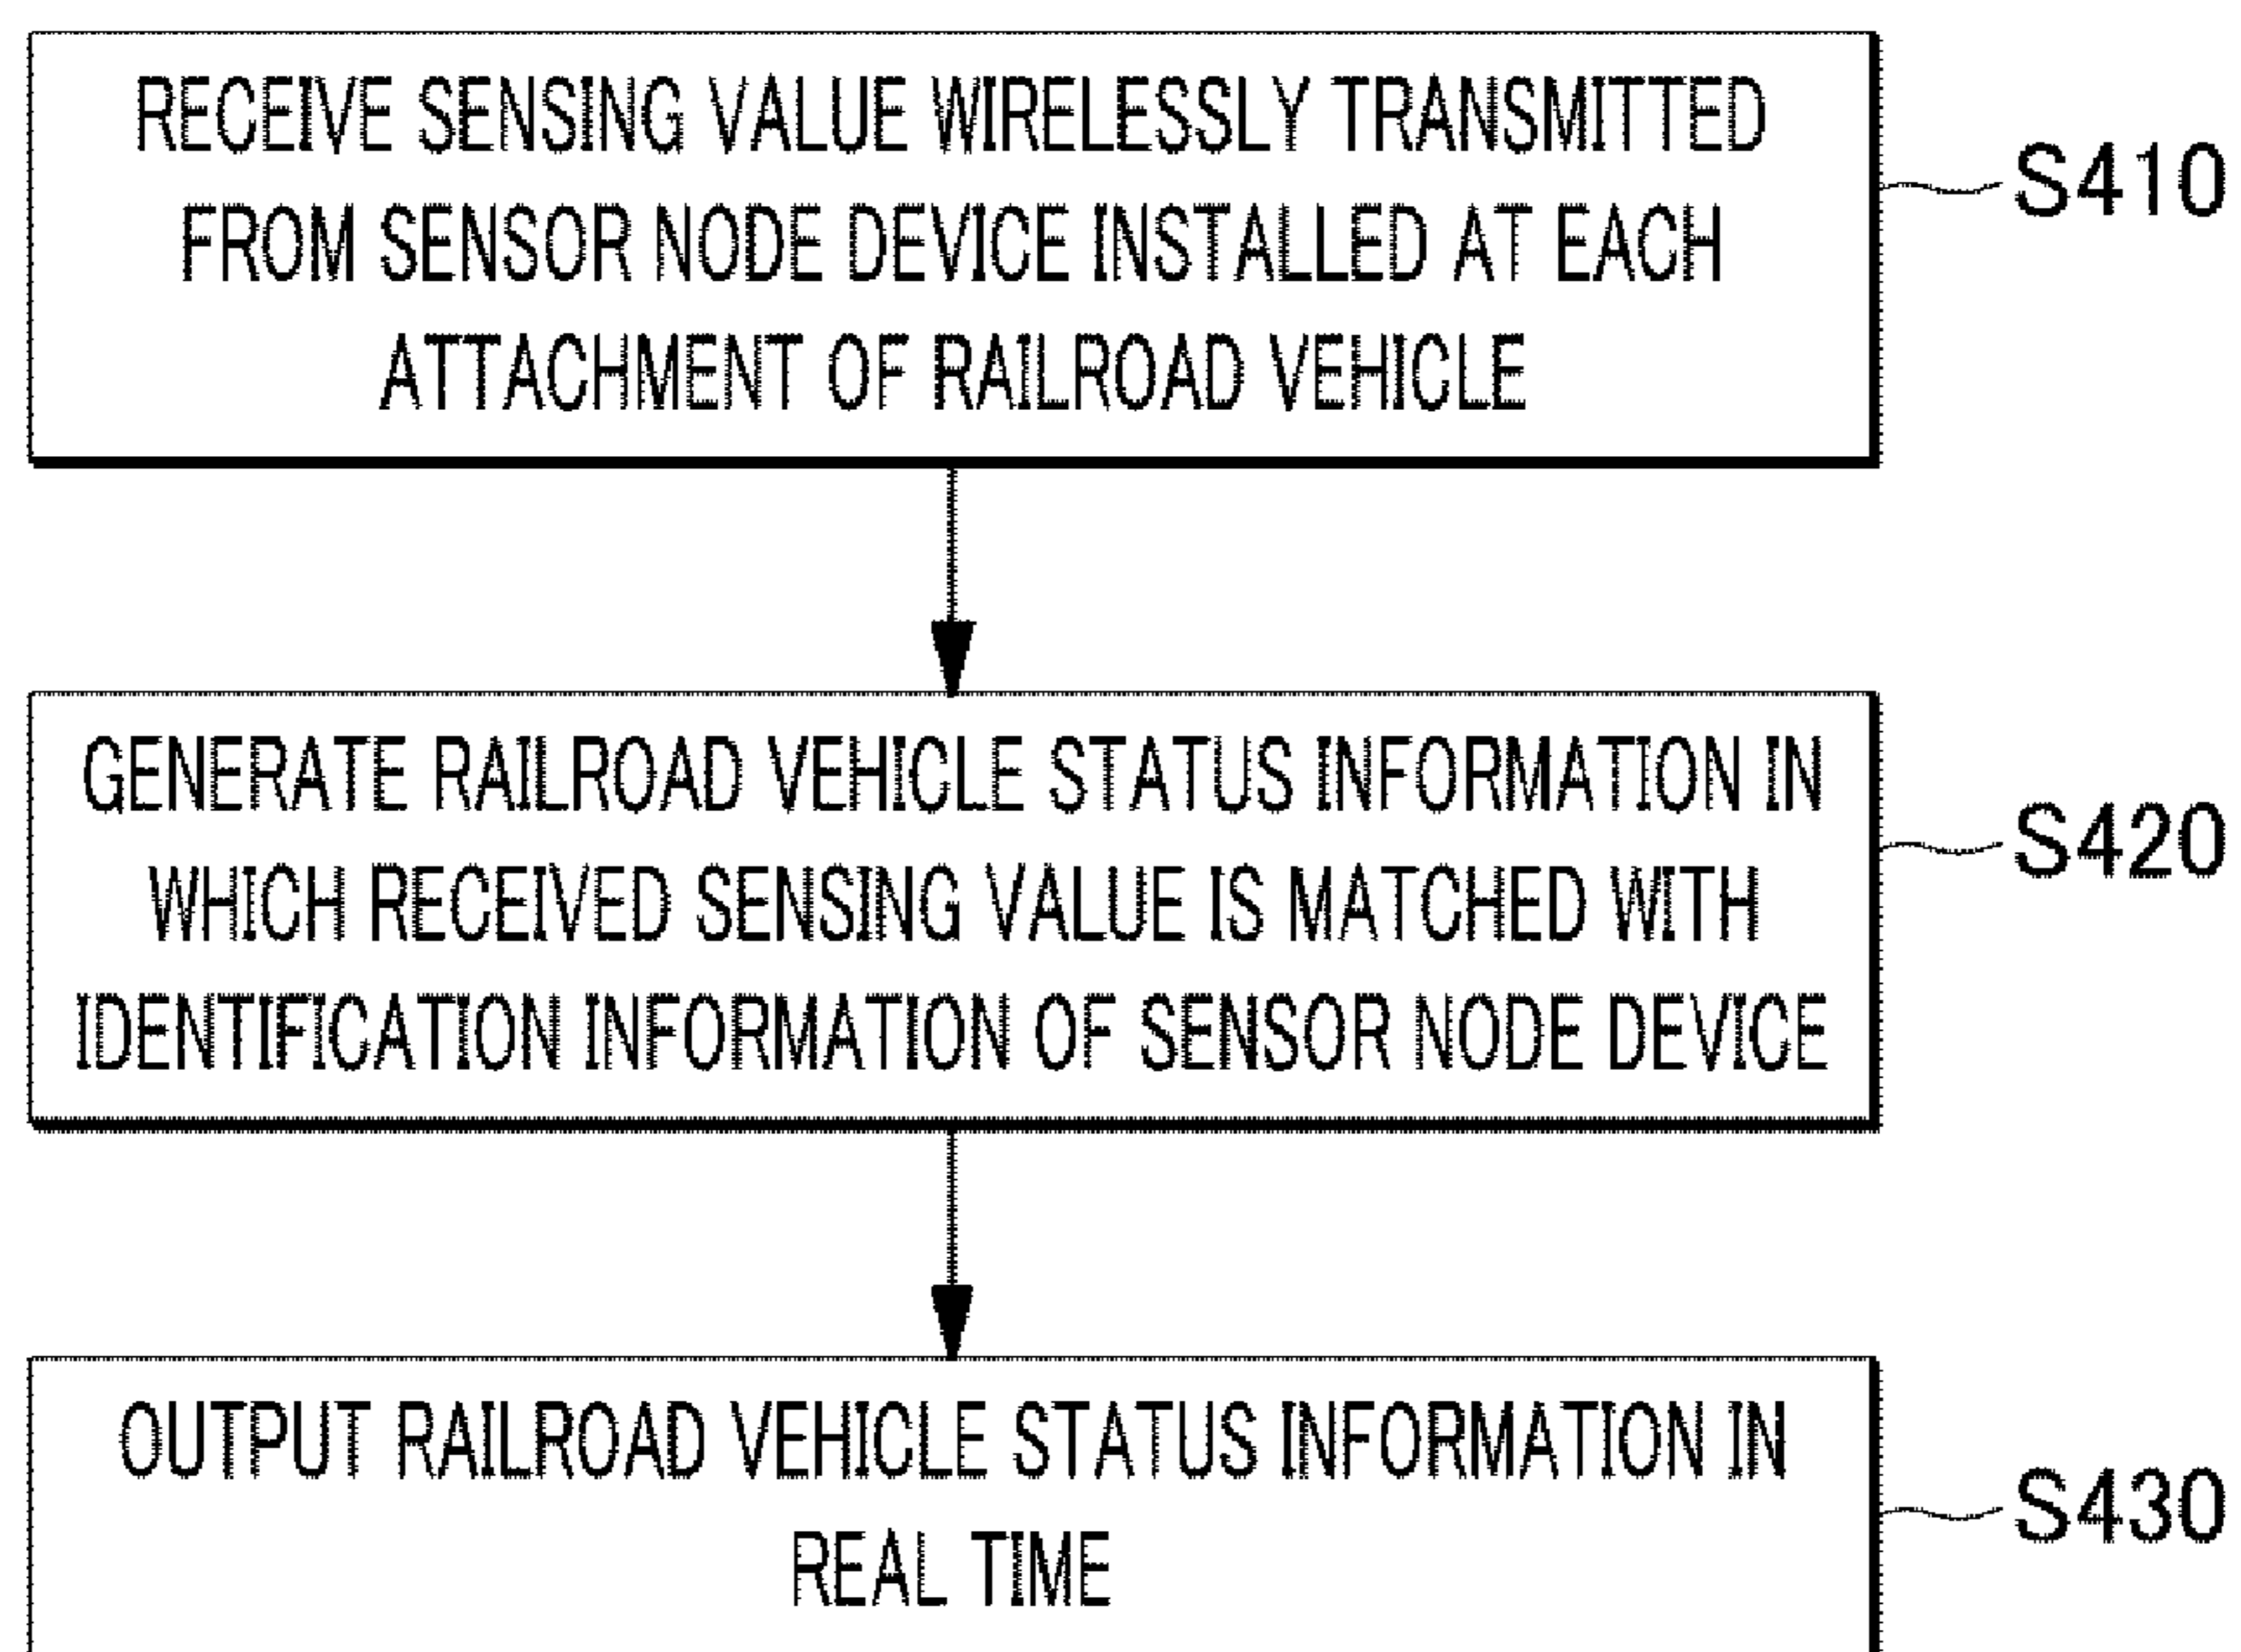 RECEIVE SENSING VALUE WIRELESSLY TRANSMITTED
FROM SENSOR NODE DEVICE INSTALLED AT EACH
ATTACHMENT OF RAILROAD VEHICLE
S410
GENERATE RAILROAD VEHICLE STATUS INFORMATION IN
WHICH RECEIVED SENSING VALUE IS MATCHED WITH
IDENTIFICATION INFORMATION OF SENSOR NODE DEVICE
S420
OUTPUT RAILROAD VEHICLE STATUS INFORMATION IN
REAL TIME
S430